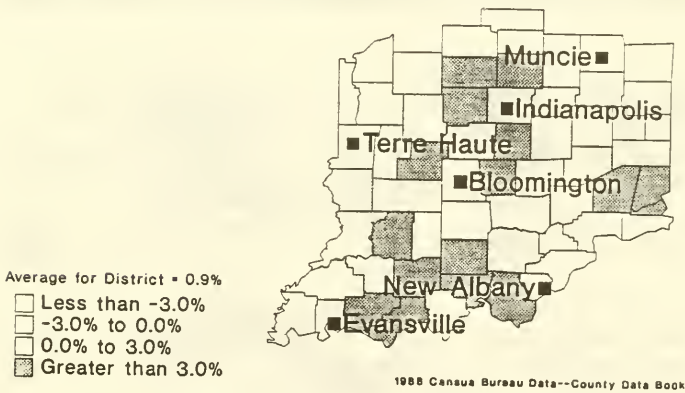 Muncie
Indianapolis
Terre Haute
Bloomington
New Albany
Evansville
Average for District = 0.9%
Less than -3.0%
-3.0% to 0.0%
0.0% to 3.0%
Greater than 3.0%
1988 Census Bureau Data--County Data Book